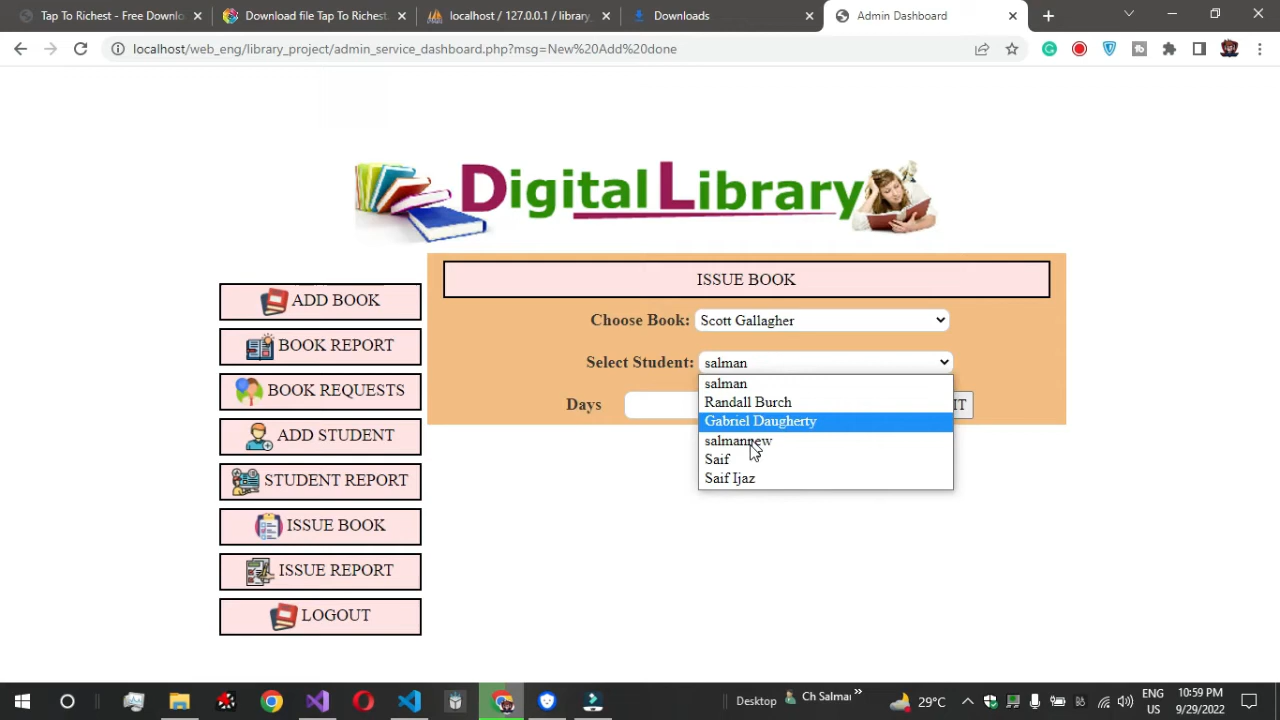 Tap To Richest - Free Downlo
Download file Tap To Richest.
localhost / 127.0.0.1 / library_
Downloads
Admin Dashboard
localhost/web_eng/library_project/admin_service_dashboard.php?msg=New%20Add%20done
Digital Library
ISSUE BOOK
ADD BOOK
BOOK REPORT
BOOK REQUESTS
ADD STUDENT
STUDENT REPORT
ISSUE BOOK
ISSUE REPORT
LOGOUT
Choose Book: Scott Gallagher
Select Student: salman
Days
IT
salman
Randall Burch
Gabriel Daugherty
salmannew
Saif
Saif Ijaz
Desktop
Ch Salmai
29°C
ENG
US
10:59 PM
9/29/2022